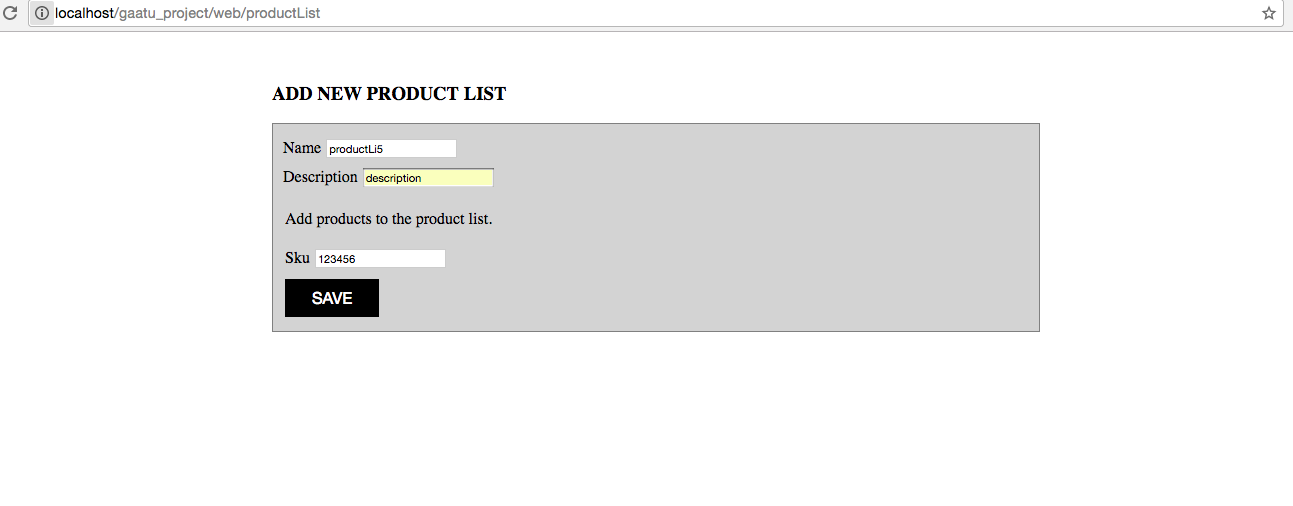 localhost/gaatu_project/web/productList
ADD NEW PRODUCT LIST
Name productLi5
Description description
Add products to the product list.
Sku 123456
SAVE